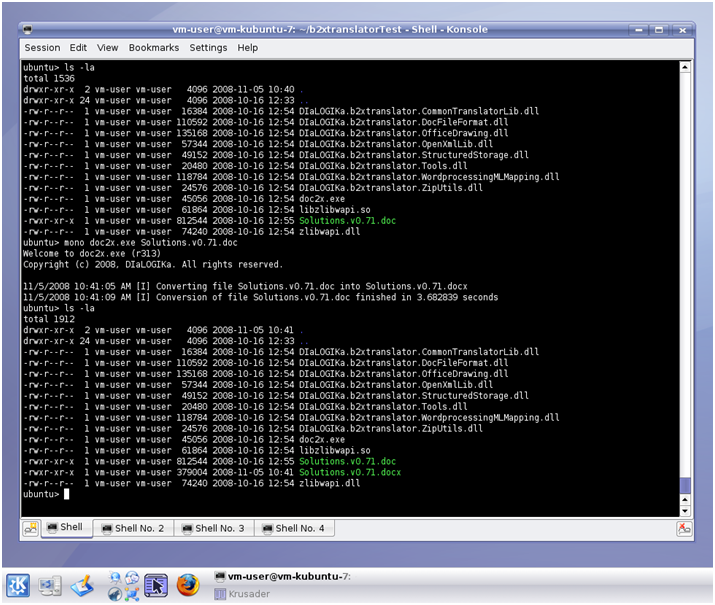 vm-user@vm-kubuntu-7: ~/b2xtranslatorTest - Shell - Konsole
Session Edit View Bookmarks Settings Help
ubuntu> ls -la
total 1536
drwxr-xr-x  2 vm-user vm-user   4096 2008-11-05 10:40 .
drwxr-xr-x 24 vm-user vm-user   4096 2008-10-16 12:33 ..
-rw-r--r--  1 vm-user vm-user  16384 2008-10-16 12:54 DIaLOGIKa.b2xtranslator.CommonTranslatorLib.dll
-rw-r--r--  1 vm-user vm-user 110592 2008-10-16 12:54 DIaLOGIKa.b2xtranslator.DocFileFormat.dll
-rw-r--r--  1 vm-user vm-user 135168 2008-10-16 12:54 DIaLOGIKa.b2xtranslator.OfficeDrawing.dll
-rw-r--r--  1 vm-user vm-user  57344 2008-10-16 12:54 DIaLOGIKa.b2xtranslator.OpenXmlLib.dll
-rw-r--r--  1 vm-user vm-user  49152 2008-10-16 12:54 DIaLOGIKa.b2xtranslator.StructuredStorage.dll
-rw-r--r--  1 vm-user vm-user  20480 2008-10-16 12:54 DIaLOGIKa.b2xtranslator.Tools.dll
-rw-r--r--  1 vm-user vm-user 118784 2008-10-16 12:54 DIaLOGIKa.b2xtranslator.WordprocessingMLMapping.dll
-rw-r--r--  1 vm-user vm-user  24576 2008-10-16 12:54 DIaLOGIKa.b2xtranslator.ZipUtils.dll
-rw-r--r--  1 vm-user vm-user  45056 2008-10-16 12:54 doc2x.exe
-rw-r--r--  1 vm-user vm-user  61864 2008-10-16 12:54 libzlibwapi.so
-rwxr-xr-x  1 vm-user vm-user 812544 2008-10-16 12:55 Solutions.v0.71.doc
-rw-r--r--  1 vm-user vm-user  74240 2008-10-16 12:54 zlibwapi.dll
ubuntu> mono doc2x.exe Solutions.v0.71.doc
Welcome to doc2x.exe (r313)
Copyright (c) 2008, DIaLOGIKa. All rights reserved.
11/5/2008 10:41:05 AM [I] Converting file Solutions.v0.71.doc into Solutions.v0.71.docx
11/5/2008 10:41:09 AM [I] Conversion of file Solutions.v0.71.doc finished in 3.682839 seconds
ubuntu> ls -la
total 1912
drwxr-xr-x  2 vm-user vm-user   4096 2008-11-05 10:41 .
drwxr-xr-x 24 vm-user vm-user   4096 2008-10-16 12:33 ..
-rw-r--r--  1 vm-user vm-user  16384 2008-10-16 12:54 DIaLOGIKa.b2xtranslator.CommonTranslatorLib.dll
-rw-r--r--  1 vm-user vm-user 110592 2008-10-16 12:54 DIaLOGIKa.b2xtranslator.DocFileFormat.dll
-rw-r--r--  1 vm-user vm-user 135168 2008-10-16 12:54 DIaLOGIKa.b2xtranslator.OfficeDrawing.dll
-rw-r--r--  1 vm-user vm-user  57344 2008-10-16 12:54 DIaLOGIKa.b2xtranslator.OpenXmlLib.dll
-rw-r--r--  1 vm-user vm-user  49152 2008-10-16 12:54 DIaLOGIKa.b2xtranslator.StructuredStorage.dll
-rw-r--r--  1 vm-user vm-user  20480 2008-10-16 12:54 DIaLOGIKa.b2xtranslator.Tools.dll
-rw-r--r--  1 vm-user vm-user 118784 2008-10-16 12:54 DIaLOGIKa.b2xtranslator.WordprocessingMLMapping.dll
-rw-r--r--  1 vm-user vm-user  24576 2008-10-16 12:54 DIaLOGIKa.b2xtranslator.ZipUtils.dll
-rw-r--r--  1 vm-user vm-user  45056 2008-10-16 12:54 doc2x.exe
-rw-r--r--  1 vm-user vm-user  61864 2008-10-16 12:54 libzlibwapi.so
-rwxr-xr-x  1 vm-user vm-user 812544 2008-10-16 12:55 Solutions.v0.71.doc
-rwxr-xr-x  1 vm-user vm-user 379004 2008-11-05 10:41 Solutions.v0.71.docx
-rw-r--r--  1 vm-user vm-user  74240 2008-10-16 12:54 zlibwapi.dll
ubuntu>
Shell Shell No. 2 Shell No. 3 Shell No. 4
vm-user@vm-kubuntu-7:
Krusader